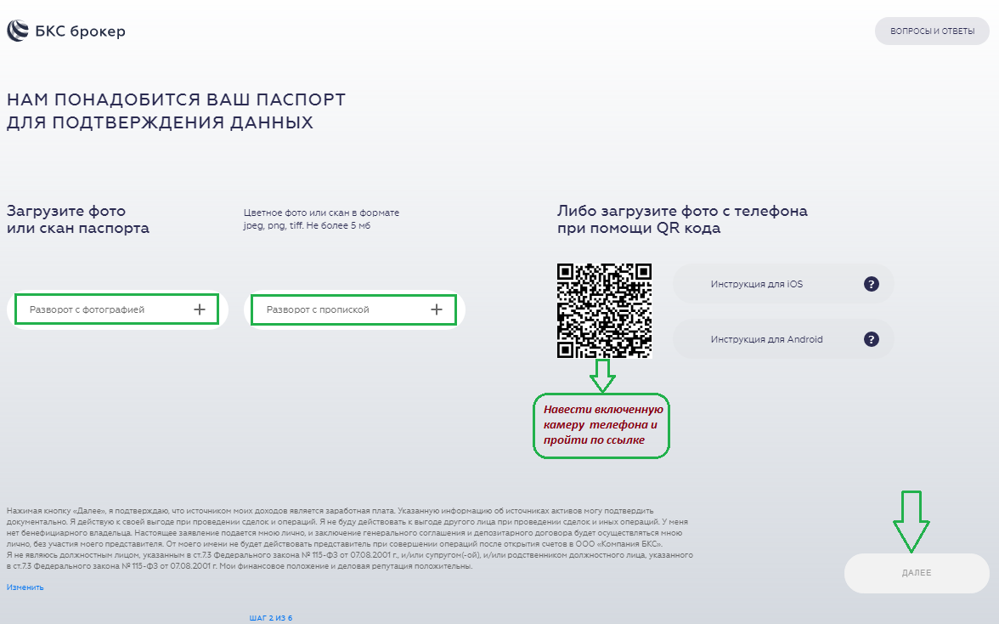 БКС брокер
ВОПРОСЫ И ОТВЕТЫ
НАМ ПОНАДОБИТСЯ ВАШ ПАСПОРТ
ДЛЯ ПОДТВЕРЖДЕНИЯ ДАННЫХ
Загрузите фото
или скан паспорта
Цветное фото или скан в формате
jpeg, png, tiff. Не более 5 мб
Разворот с фотографией
Разворот с пропиской
Либо загрузите фото с телефона
при помощи QR кода
Инструкция для iOS ?
Инструкция для Android ?
Навести включенную
камеру телефона и
пройти по ссылке
Нажимая кнопку «Далее», я подтверждаю, что источником моих доходов является заработная плата. Указанную информацию об источниках активов могу подтвердить
документально. Я действую к своей выгоде при проведении сделок и операций. Я не буду действовать к выгоде другого лица при проведении сделок и иных операций. У меня
нет бенефициарного владельца. Настоящее заявление подается мною лично, и заключение генерального соглашения и депозитарного договора будет осуществляться мною
лично, без участия моего представителя. От моего имени не будет действовать представитель при совершении операций после открытия счетов в ООО «Компания БКС».
Я не являюсь должностным лицом, указанным в ст.7.3 Федерального закона № 115-ФЗ от 07.08.2001 г., и/или супругом(-ой), и/или родственником должностного лица, указанного
в ст.7.3 Федерального закона № 115-ФЗ от 07.08.2001 г. Мои финансовое положение и деловая репутация положительны.
Изменить
ДАЛЕЕ
ШАГ 2 ИЗ 6